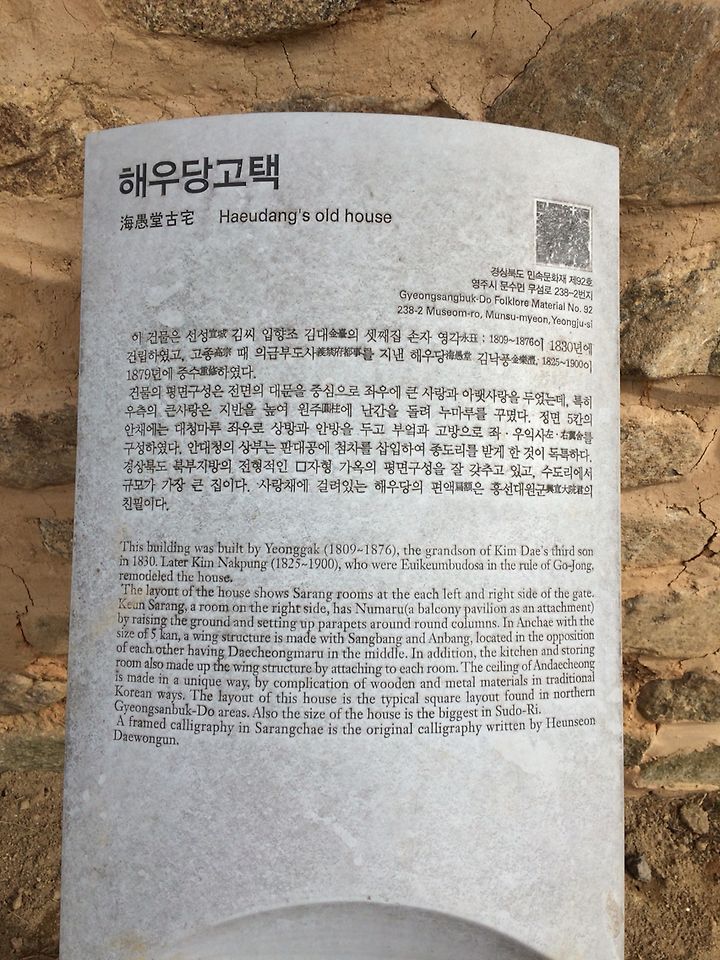 해우당고택
海愚堂古宅 Haeudang's old house
경상북도 민속문화재 제92호
영주시 문수면 무섬로 238-2번지
Gyeongsangbuk-Do Folklore Material No. 92
238-2 Museom-ro, Munsu-myeon, Yeongju-si
이 건물은 선성宣城 김씨 입향조 김대金臺의 셋째집 손자 영각永珏 : 1809~1876이 1830년에
건립하였고, 고종高宗 때 의금부도사義禁府都事를 지낸 해우당海愚堂 김낙풍金樂灃, 1825~1900이
1879년에 중수重修하였다.
건물의 평면구성은 전면의 대문을 중심으로 좌우에 큰 사랑과 아랫사랑을 두었는데, 특히
우측의 큰사랑은 지반을 높여 원주圓柱에 난간을 돌려 누마루를 꾸몄다. 정면 5칸의
안채에는 대청마루 좌우로 상방과 안방을 두고 부엌과 고방으로 좌·우익사左·右翼舍를
구성하였다. 안대청의 상부는 판대공에 첨차를 삽입하여 종도리를 받게 한 것이 독특하다.
경상북도 북부지방의 전형적인 口자형 가옥의 평면구성을 잘 갖추고 있고, 수도리에서
규모가 가장 큰 집이다. 사랑채에 걸려있는 해우당의 편액扁額은 흥선대원군興宣大院君의
친필이다.
This building was built by Yeonggak (1809~1876), the grandson of Kim Dae's third son
in 1830. Later Kim Nakpung (1825~1900), who were Euikeumbudosa in the rule of Go-Jong,
remodeled the house.
The layout of the house shows Sarang rooms at the each left and right side of the gate.
Keun Sarang, a room on the right side, has Numaru(a balcony pavilion as an attachment)
by raising the ground and setting up parapets around round columns. In Anchae with the
size of 5 kan, a wing structure is made with Sangbang and Anbang, located in the opposition
of each other having Daecheongmaru in the middle. In addition, the kitchen and storing
room also made up the wing structure by attaching to each room. The ceiling of Andaecheong
is made in a unique way, by complication of wooden and metal materials in traditional
Korean ways. The layout of this house is the typical square layout found in northern
Gyeongsanbuk-Do areas. Also the size of the house is the biggest in Sudo-Ri.
A framed calligraphy in Sarangchae is the original calligraphy written by Heunseon
Daewongun.